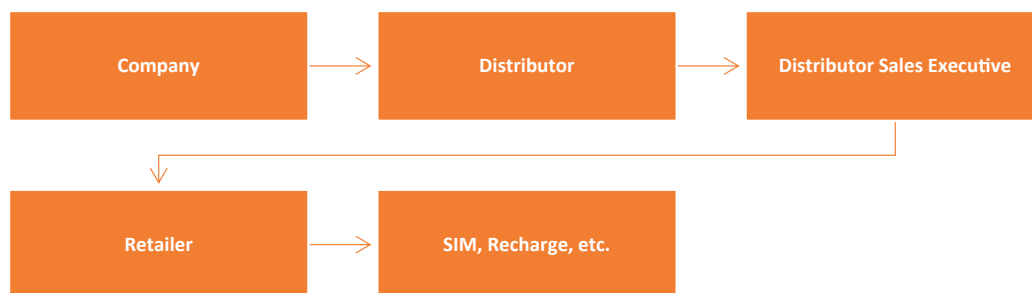 Company
Distributor
Distributor Sales Executive
Retailer
SIM, Recharge, etc.